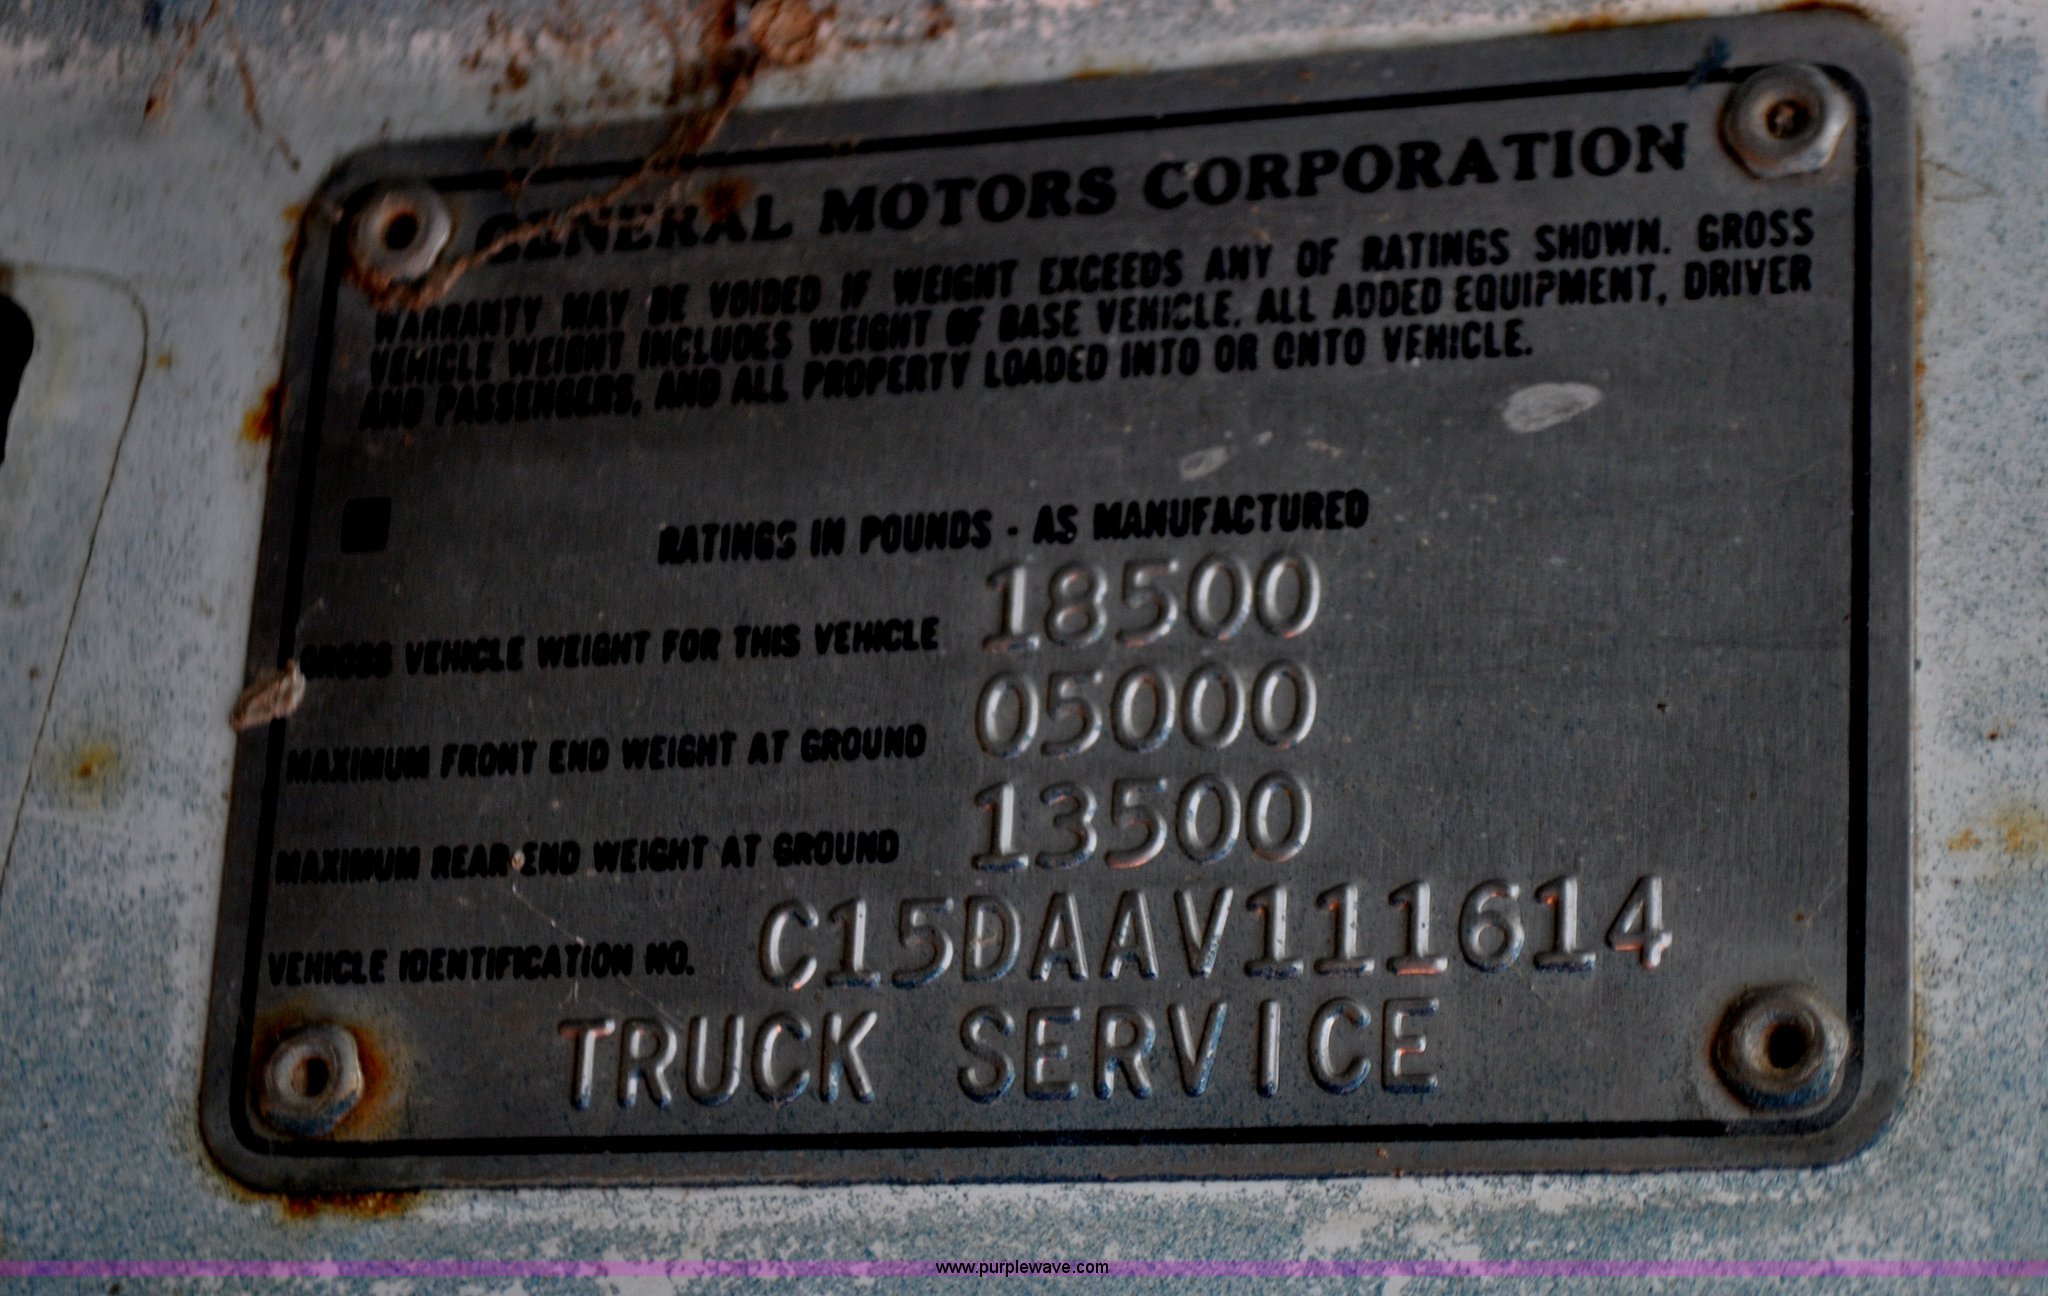 GENERAL MOTORS CORPORATION
WARRANTY MAY BE VOIDED IF WEIGHT EXCEEDS ANY OF RATINGS SHOWN. GROSS
VEHICLE WEIGHT INCLUDES WEIGHT OF BASE VEHICLE. ALL ADDED EQUIPMENT, DRIVER
AND PASSENGERS, AND ALL PROPERTY LOADED INTO OR ONTO VEHICLE.
RATINGS IN POUNDS - AS MANUFACTURED
GROSS VEHICLE WEIGHT FOR THIS VEHICLE 18500
MAXIMUM FRONT END WEIGHT AT GROUND 05000
MAXIMUM REAR END WEIGHT AT GROUND 13500
VEHICLE IDENTIFICATION NO. C15DAAV111614
TRUCK SERVICE
www.purplewave.com